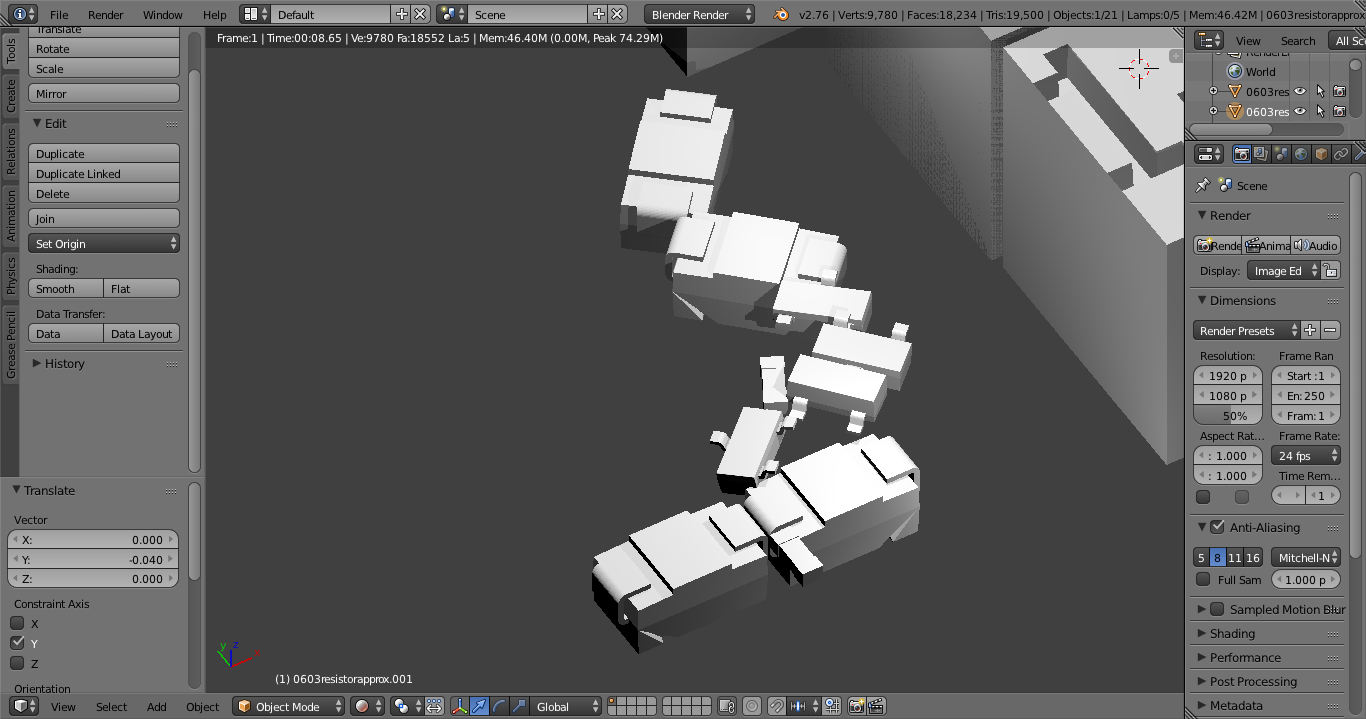 File Render Window Help Default Scene Blender Render v2.76 | Verts:9,780 | Faces:18,234 | Tris:19,500 | Objects:1/21 | Lamps:0/5 | Mem:46.42M | 0603resistorapprox
Frame:1 | Time:00:08.65 | Ve:9780 Fa:18552 La:5 | Mem:46.40M (0.00M, Peak 74.29M)
Tools
Create
Relations
Animation
Physics
Grease Pencil
Translate
Rotate
Scale
Mirror
Edit
Duplicate
Duplicate Linked
Delete
Join
Set Origin
Shading:
Smooth Flat
Data Transfer:
Data Data Layout
History
Translate
Vector
X: 0.000
Y: -0.040
Z: 0.000
Constraint Axis
X
Y
Z
Orientation
y z x
(1) 0603resistorapprox.001
View Select Add Object Object Mode Global
View Search All Sc
World
0603res
0603res
Scene
Render
Rende Anima Audio
Display: Image Ed
Dimensions
Render Presets
Resolution: Frame Ran
1920 p Start :1
1080 p En: 250
50% Fram: 1
Aspect Rat... Frame Rate:
: 1.000 24 fps
: 1.000 Time Rem...
1
Anti-Aliasing
5 8 11 16 Mitchell-N
Full Sam 1.000 p
Sampled Motion Blur
Shading
Performance
Post Processing
Metadata